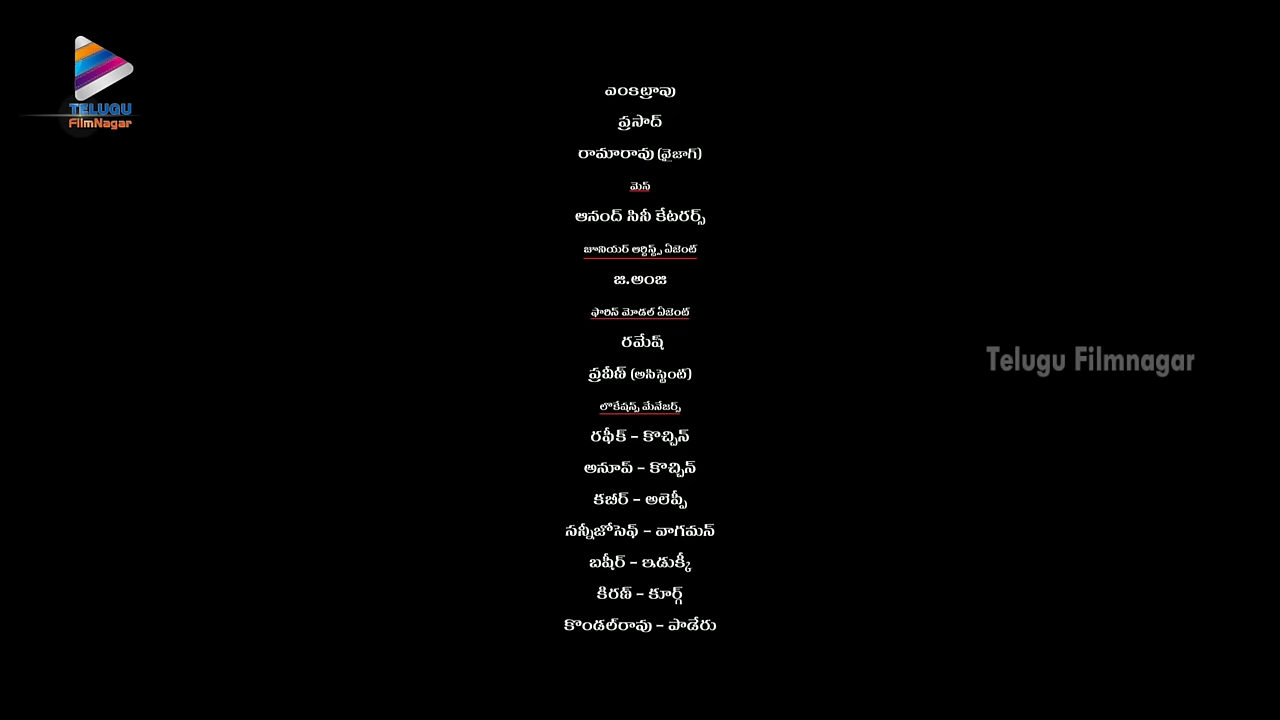 TELUGU
FilmNagar
వెంకట్రావు
ప్రసాద్
రామారావు (వైజాగ్)
మెస్
ఆనంద్ సినీ కేటరర్స్
జూనియర్ ఆర్టిస్ట్స్ ఏజెంట్
జి.అంజి
ఫారిన్ మోడల్ ఏజెంట్
రమేష్
ప్రవీణ్ (అసిస్టెంట్)
లొకేషన్స్ మేనేజర్స్
రఫీక్ - కొచ్చిన్
అనూప్ - కొచ్చిన్
కబీర్ - అలెప్పీ
సన్నీజోసెఫ్ - వాగమన్
బషీర్ - ఇడుక్కీ
కిరణ్ - కూర్గ్
కొండల్‌రావు - పాడేరు
Telugu Filmnagar